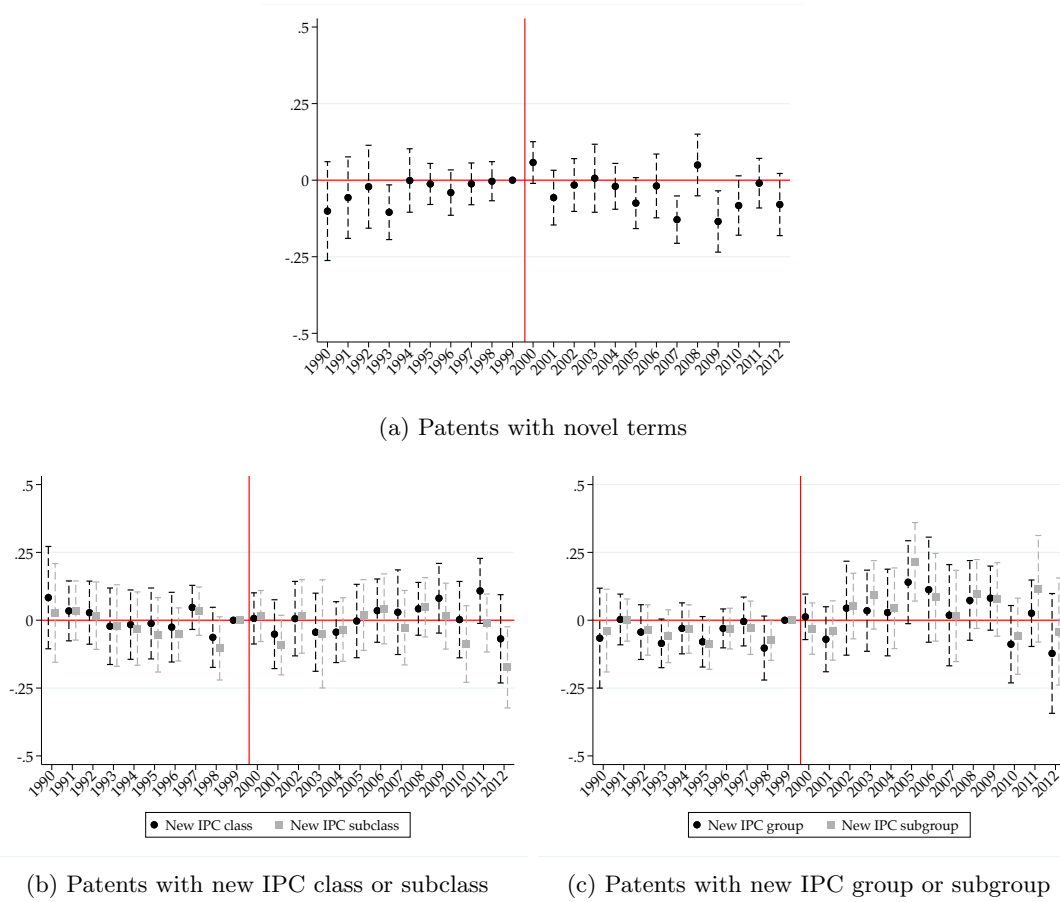 .5
.25
0
-.25
-.5
1990 1991 1992 1993 1994 1995 1996 1997 1998 1999 2000 2001 2002 2003 2004 2005 2006 2007 2008 2009 2010 2011 2012
(a) Patents with novel terms
.5
.25
0
-.25
-.5
1990 1991 1992 1993 1994 1995 1996 1997 1998 1999 2000 2001 2002 2003 2004 2005 2006 2007 2008 2009 2010 2011 2012
New IPC class New IPC subclass
(b) Patents with new IPC class or subclass
.5
.25
0
-.25
-.5
1990 1991 1992 1993 1994 1995 1996 1997 1998 1999 2000 2001 2002 2003 2004 2005 2006 2007 2008 2009 2010 2011 2012
New IPC group New IPC subgroup
(c) Patents with new IPC group or subgroup